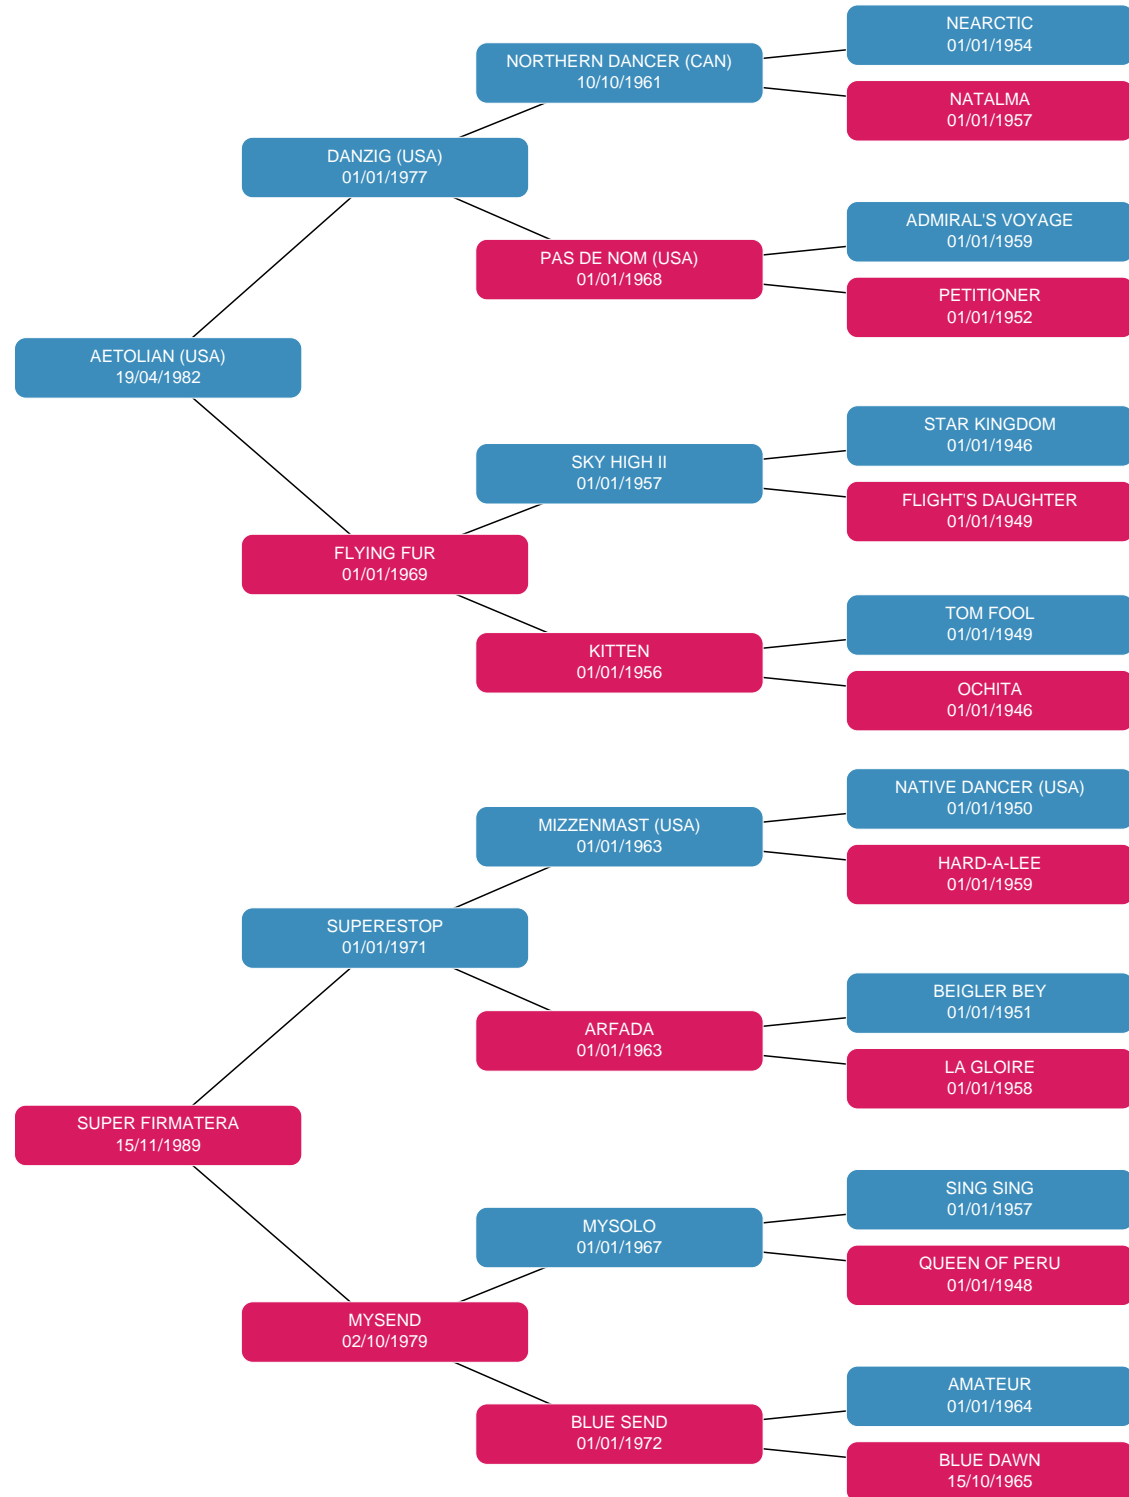 NEARCTIC
01/01/1954
NORTHERN DANCER (CAN)
10/10/1961
NATALMA
01/01/1957
DANZIG (USA)
01/01/1977
ADMIRAL'S VOYAGE
01/01/1959
PAS DE NOM (USA)
01/01/1968
PETITIONER
01/01/1952
AETOLIAN (USA)
19/04/1982
STAR KINGDOM
01/01/1946
SKY HIGH II
01/01/1957
FLIGHT'S DAUGHTER
01/01/1949
FLYING FUR
01/01/1969
TOM FOOL
01/01/1949
KITTEN
01/01/1956
OCHITA
01/01/1946
NATIVE DANCER (USA)
01/01/1950
MIZZENMAST (USA)
01/01/1963
HARD-A-LEE
01/01/1959
SUPERESTOP
01/01/1971
BEIGLER BEY
01/01/1951
ARFADA
01/01/1963
LA GLOIRE
01/01/1958
SUPER FIRMATERA
15/11/1989
SING SING
01/01/1957
MYSOLO
01/01/1967
QUEEN OF PERU
01/01/1948
MYSEND
02/10/1979
AMATEUR
01/01/1964
BLUE SEND
01/01/1972
BLUE DAWN
15/10/1965